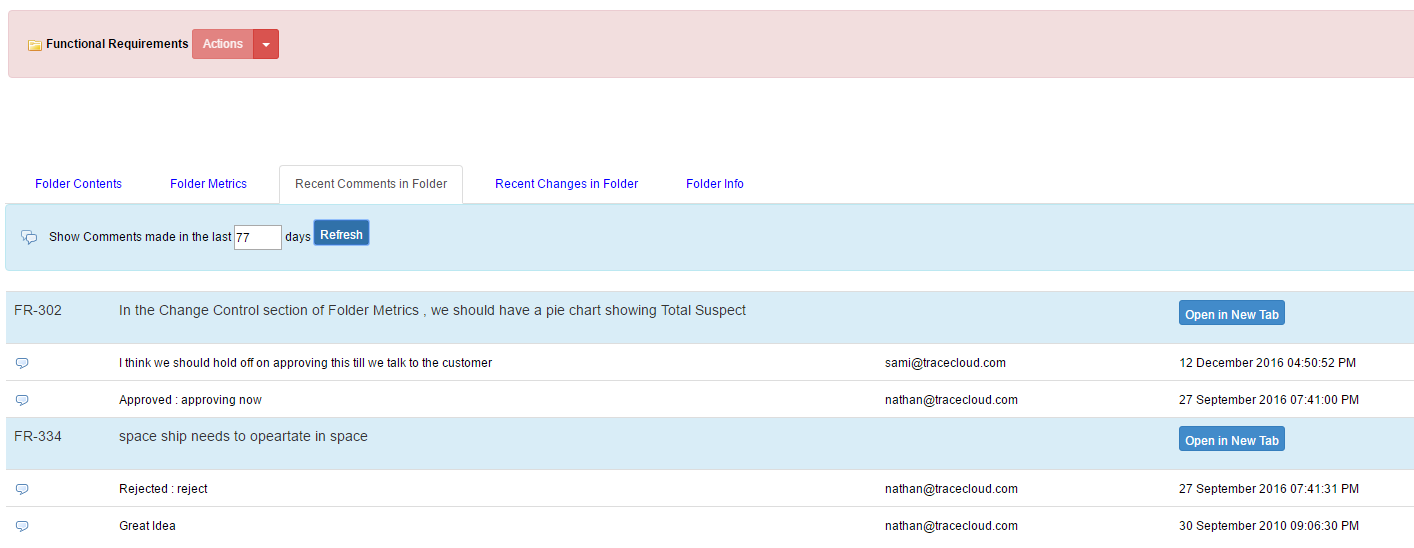 Functional Requirements Actions
Folder Contents Folder Metrics Recent Comments in Folder Recent Changes in Folder Folder Info
Show Comments made in the last 77 days Refresh
FR-302 In the Change Control section of Folder Metrics , we should have a pie chart showing Total Suspect Open in New Tab
I think we should hold off on approving this till we talk to the customer sami@tracecloud.com 12 December 2016 04:50:52 PM
Approved : approving now nathan@tracecloud.com 27 September 2016 07:41:00 PM
FR-334 space ship needs to opeartate in space Open in New Tab
Rejected : reject nathan@tracecloud.com 27 September 2016 07:41:31 PM
Great Idea nathan@tracecloud.com 30 September 2010 09:06:30 PM